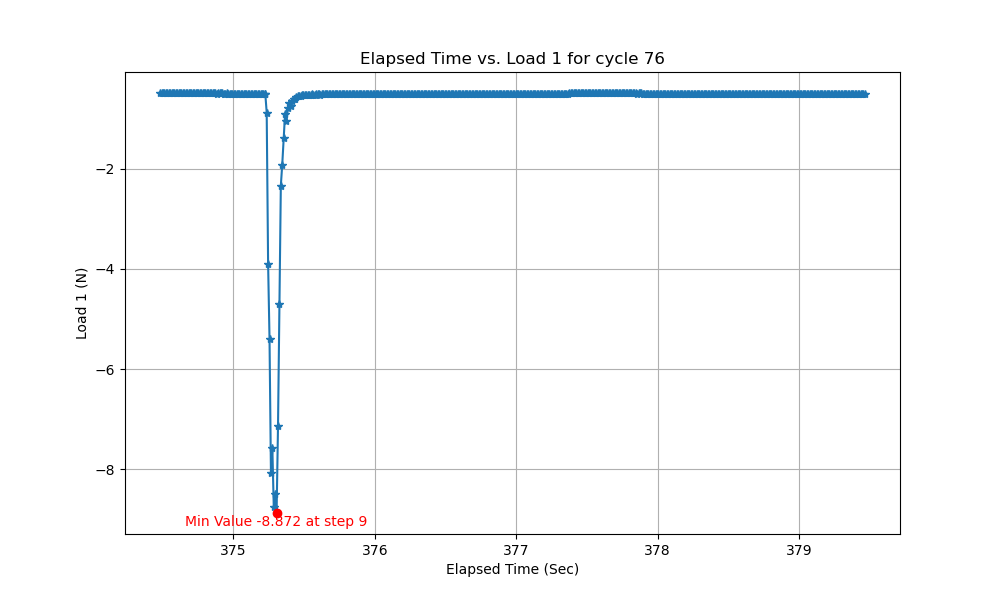 Elapsed Time vs. Load 1 for cycle 76
Load 1 (N)
−2
−4
−6
−8
Min Value -8.872 at step 9
375
376
377
378
379
Elapsed Time (Sec)